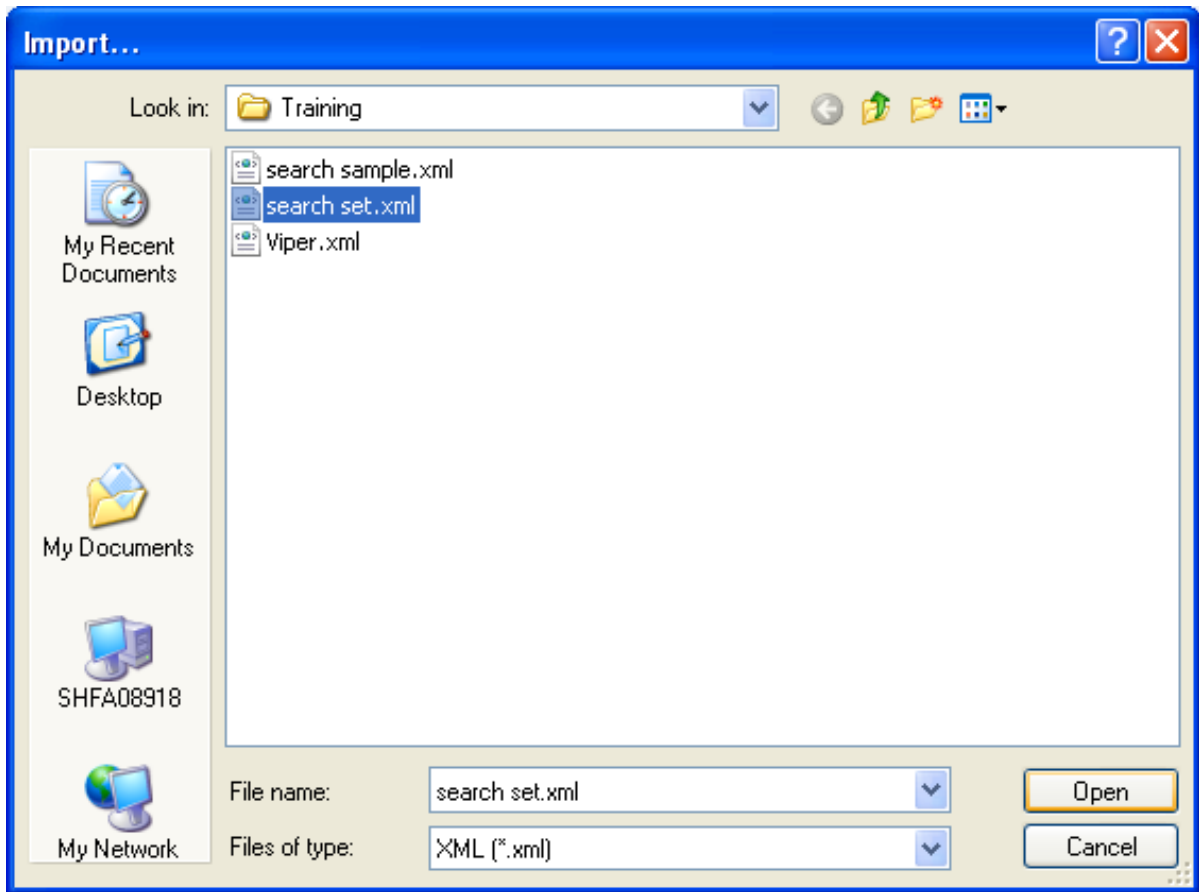 Import...
Look in:
Training
My Recent
Documents
Desktop
My Documents
SHFA08918
My Network
search sample.xml
search set.xml
Viper.xml
File name:
search set.xml
Open
Files of type:
XML (*.xml)
Cancel